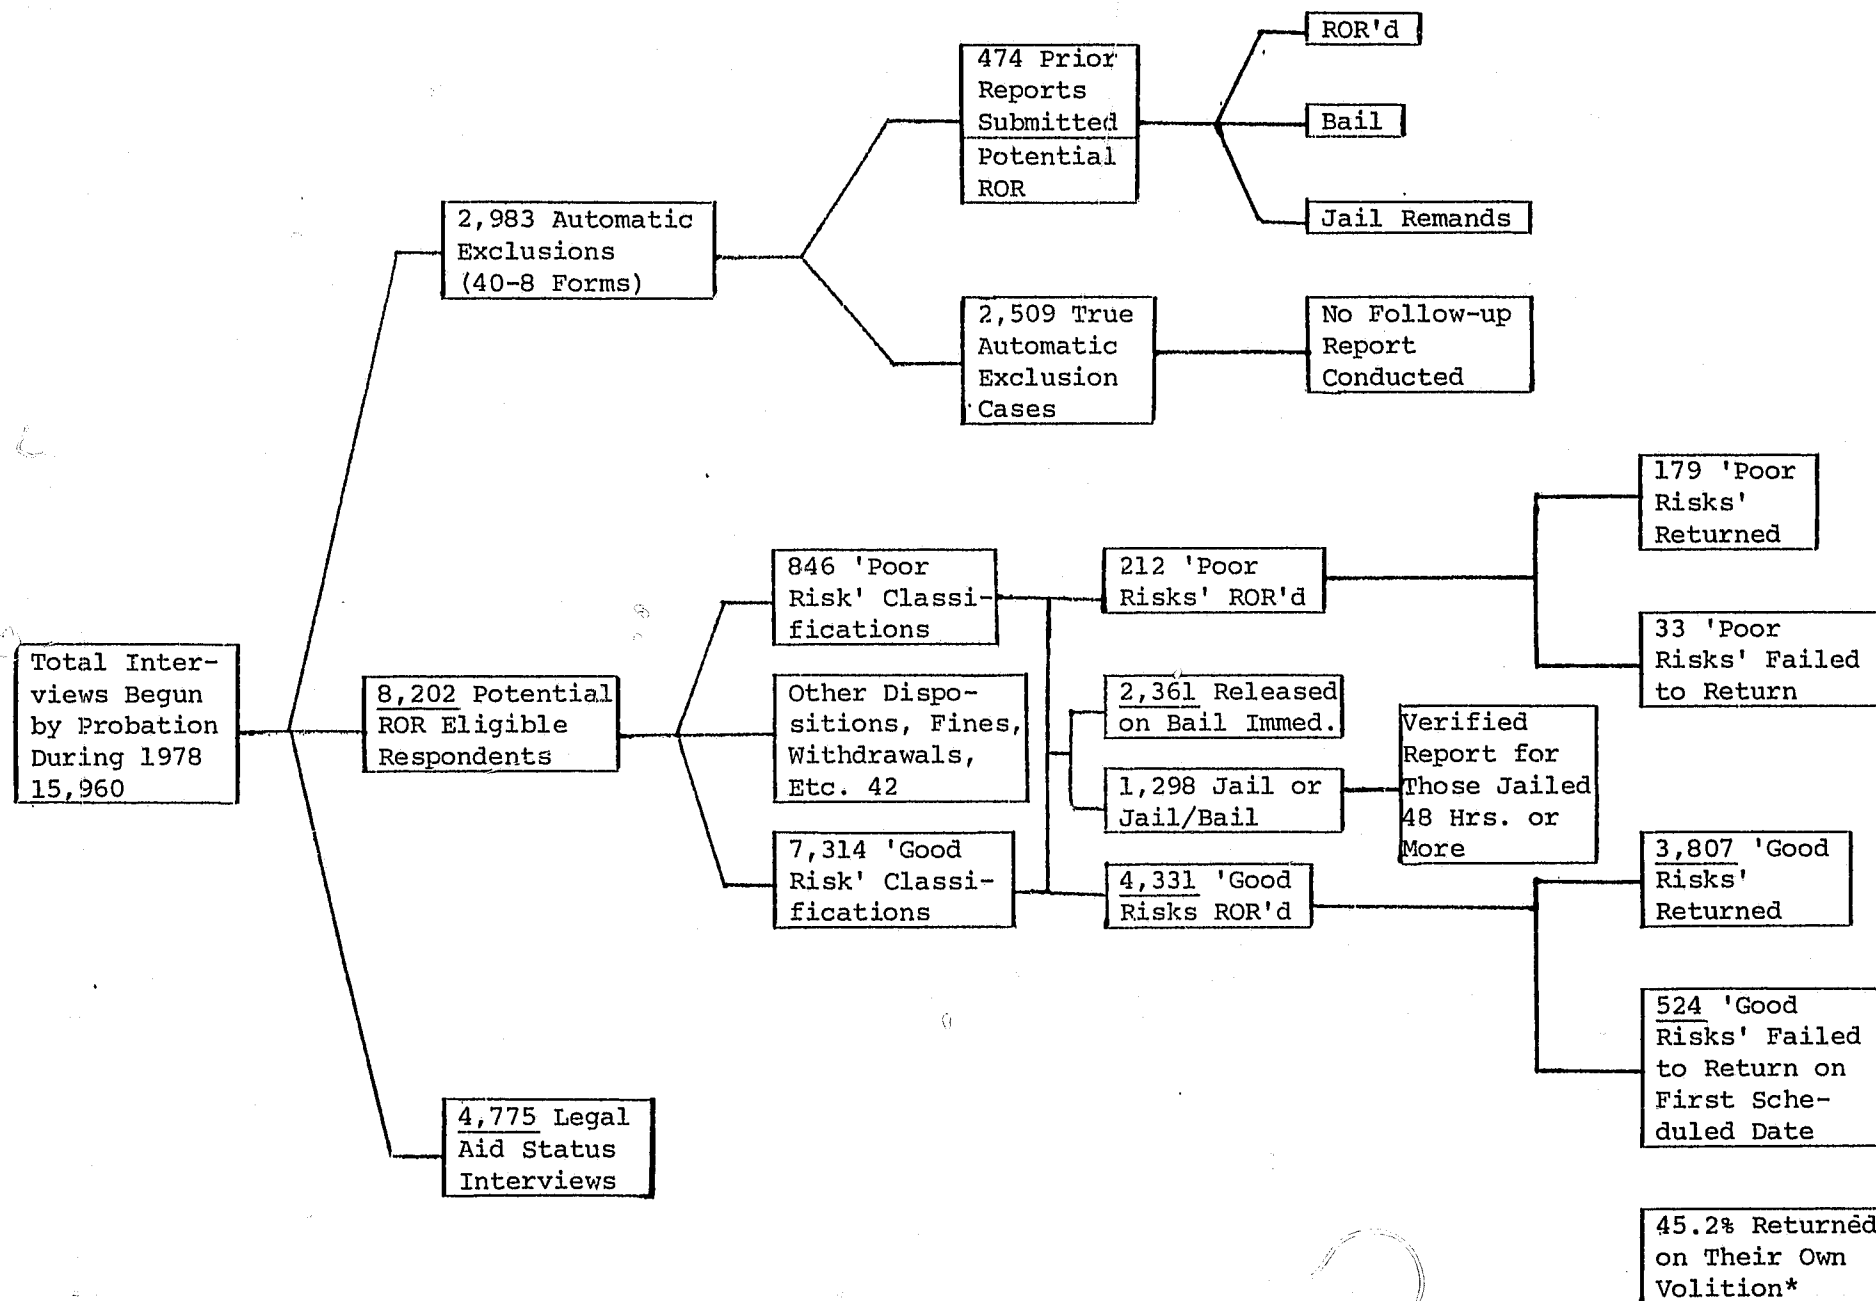 ROR'd
474 Prior
Reports
Submitted
Potential
ROR
Bail
Jail Remands
2,983 Automatic
Exclusions
(40-8 Forms)
2,509 True
Automatic
Exclusion
Cases
No Follow-up
Report
Conducted
179 'Poor
Risks'
Returned
846 'Poor
Risk' Classi-
fications
212 'Poor
Risks' ROR'd
33 'Poor
Risks' Failed
to Return
Total Inter-
views Begun
by Probation
During 1978
15,960
8,202 Potential
ROR Eligible
Respondents
Other Dispo-
sitions, Fines,
Withdrawals,
Etc. 42
2,361 Released
on Bail Immed.
1,298 Jail or
Jail/Bail
Verified
Report for
Those Jailed
48 Hrs. or
More
7,314 'Good
Risk' Classi-
fications
4,331 'Good
Risks ROR'd
3,807 'Good
Risks'
Returned
524 'Good
Risks' Failed
to Return on
First Sche-
duled Date
4,775 Legal
Aid Status
Interviews
45.2% Returned
on Their Own
Volition*